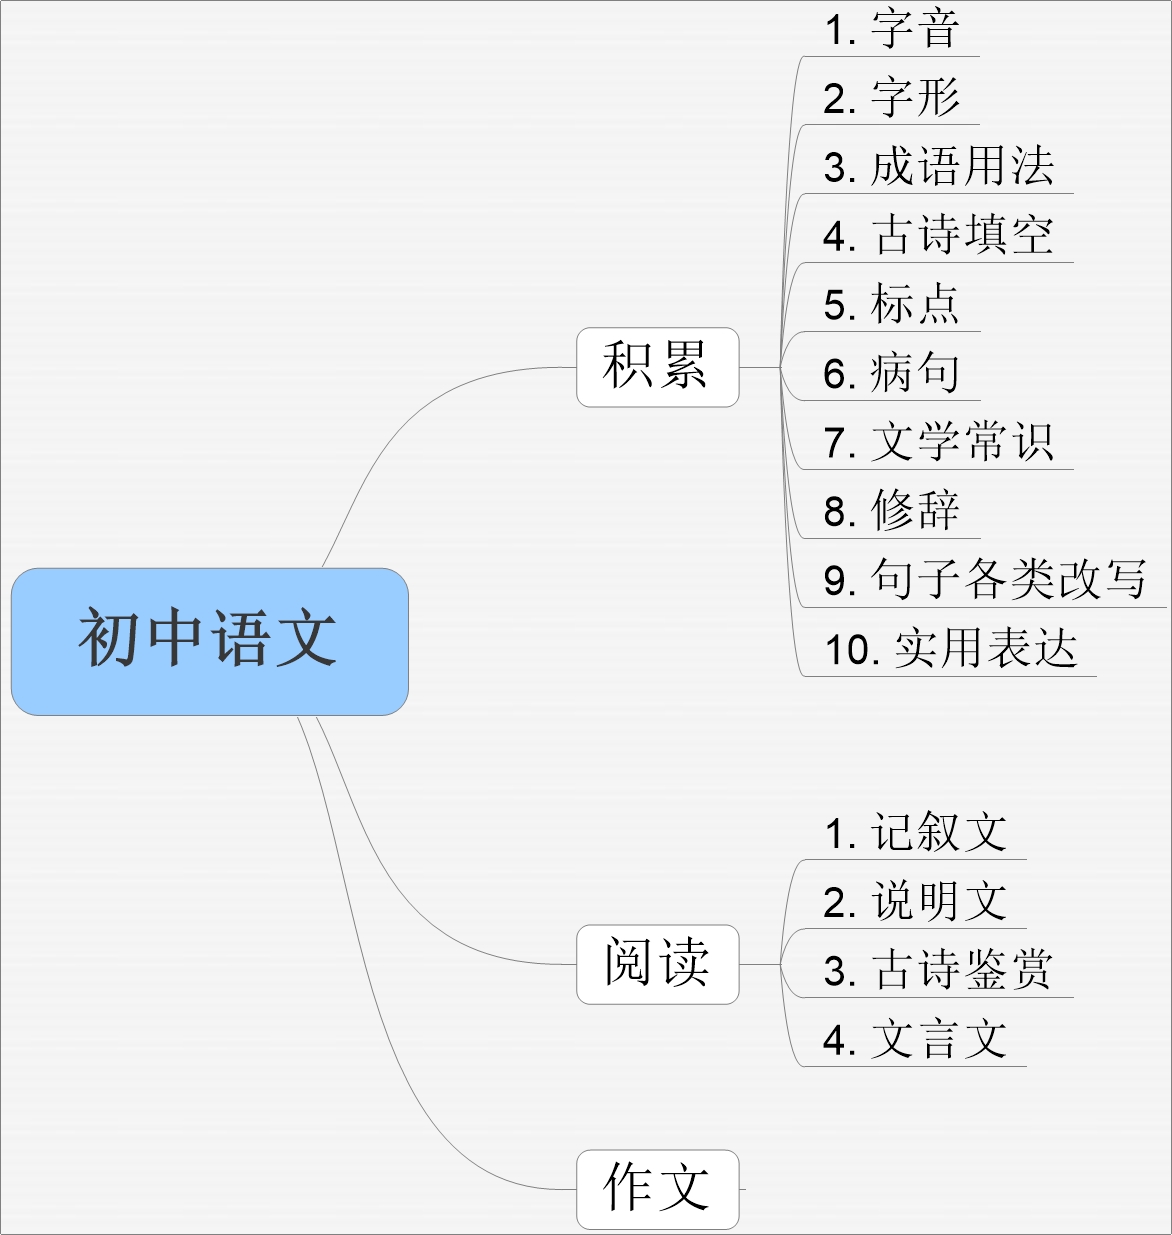 初中语文
积累
1. 字音
2. 字形
3. 成语用法
4. 古诗填空
5. 标点
6. 病句
7. 文学常识
8. 修辞
9. 句子各类改写
10. 实用表达
阅读
1. 记叙文
2. 说明文
3. 古诗鉴赏
4. 文言文
作文